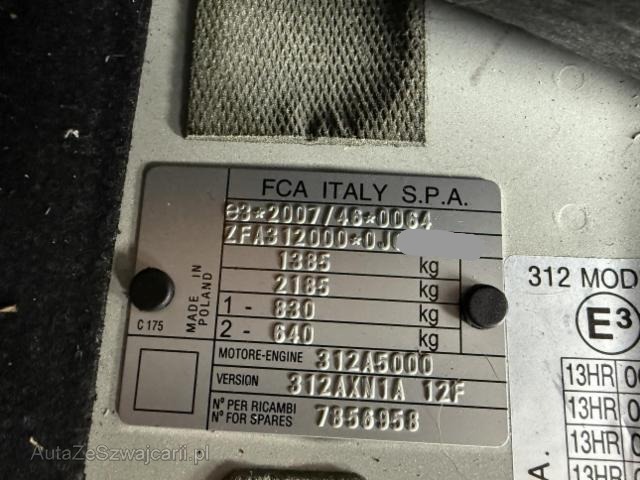 FCA ITALY S.P.A.
e3*2007/46*0064
ZFA312000*0J
1385 kg
2185 kg
1 - 830 kg
2 - 640 kg
MADE IN POLAND
C 175
MOTORE-ENGINE 312A5000
VERSION 312AXN1A 12F
N° PER RICAMBI
N° FOR SPARES 7856958
312 MOD
E3
13HR
13HR
13HR
13HR
A.
AutaZeSzwajcarii.pl